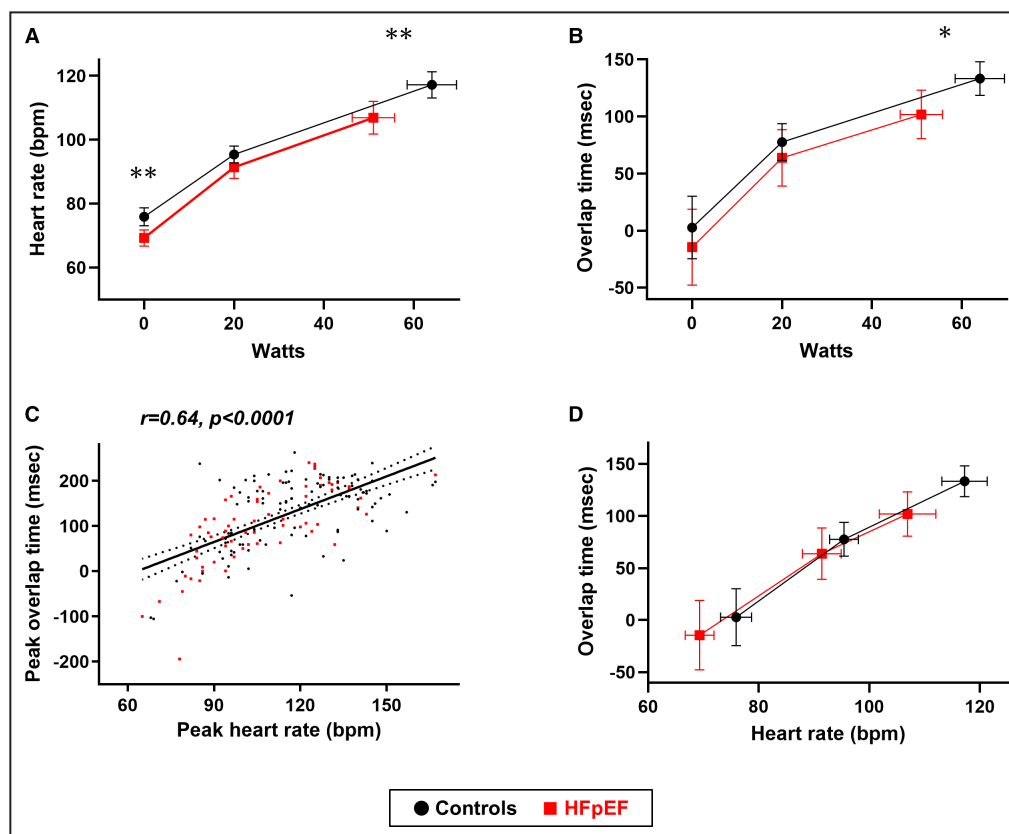 A
**
**
Heart rate (bpm)
120
100
80
60
0 20 40 60
Watts
B
*
Overlap time (msec)
150
100
50
0
-50
0 20 40 60
Watts
C
r=0.64, p<0.0001
Peak overlap time (msec)
200
100
0
-100
-200
60 90 120 150
Peak heart rate (bpm)
D
Overlap time (msec)
150
100
50
0
-50
60 80 100 120
Heart rate (bpm)
Controls HFpEF